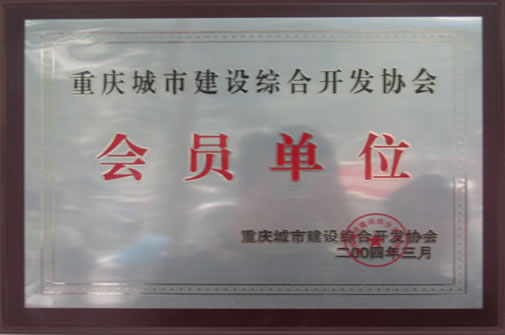 重庆城市建设综合开发协会
会员单位
重庆城市建设综合开发协会
二00四年三月